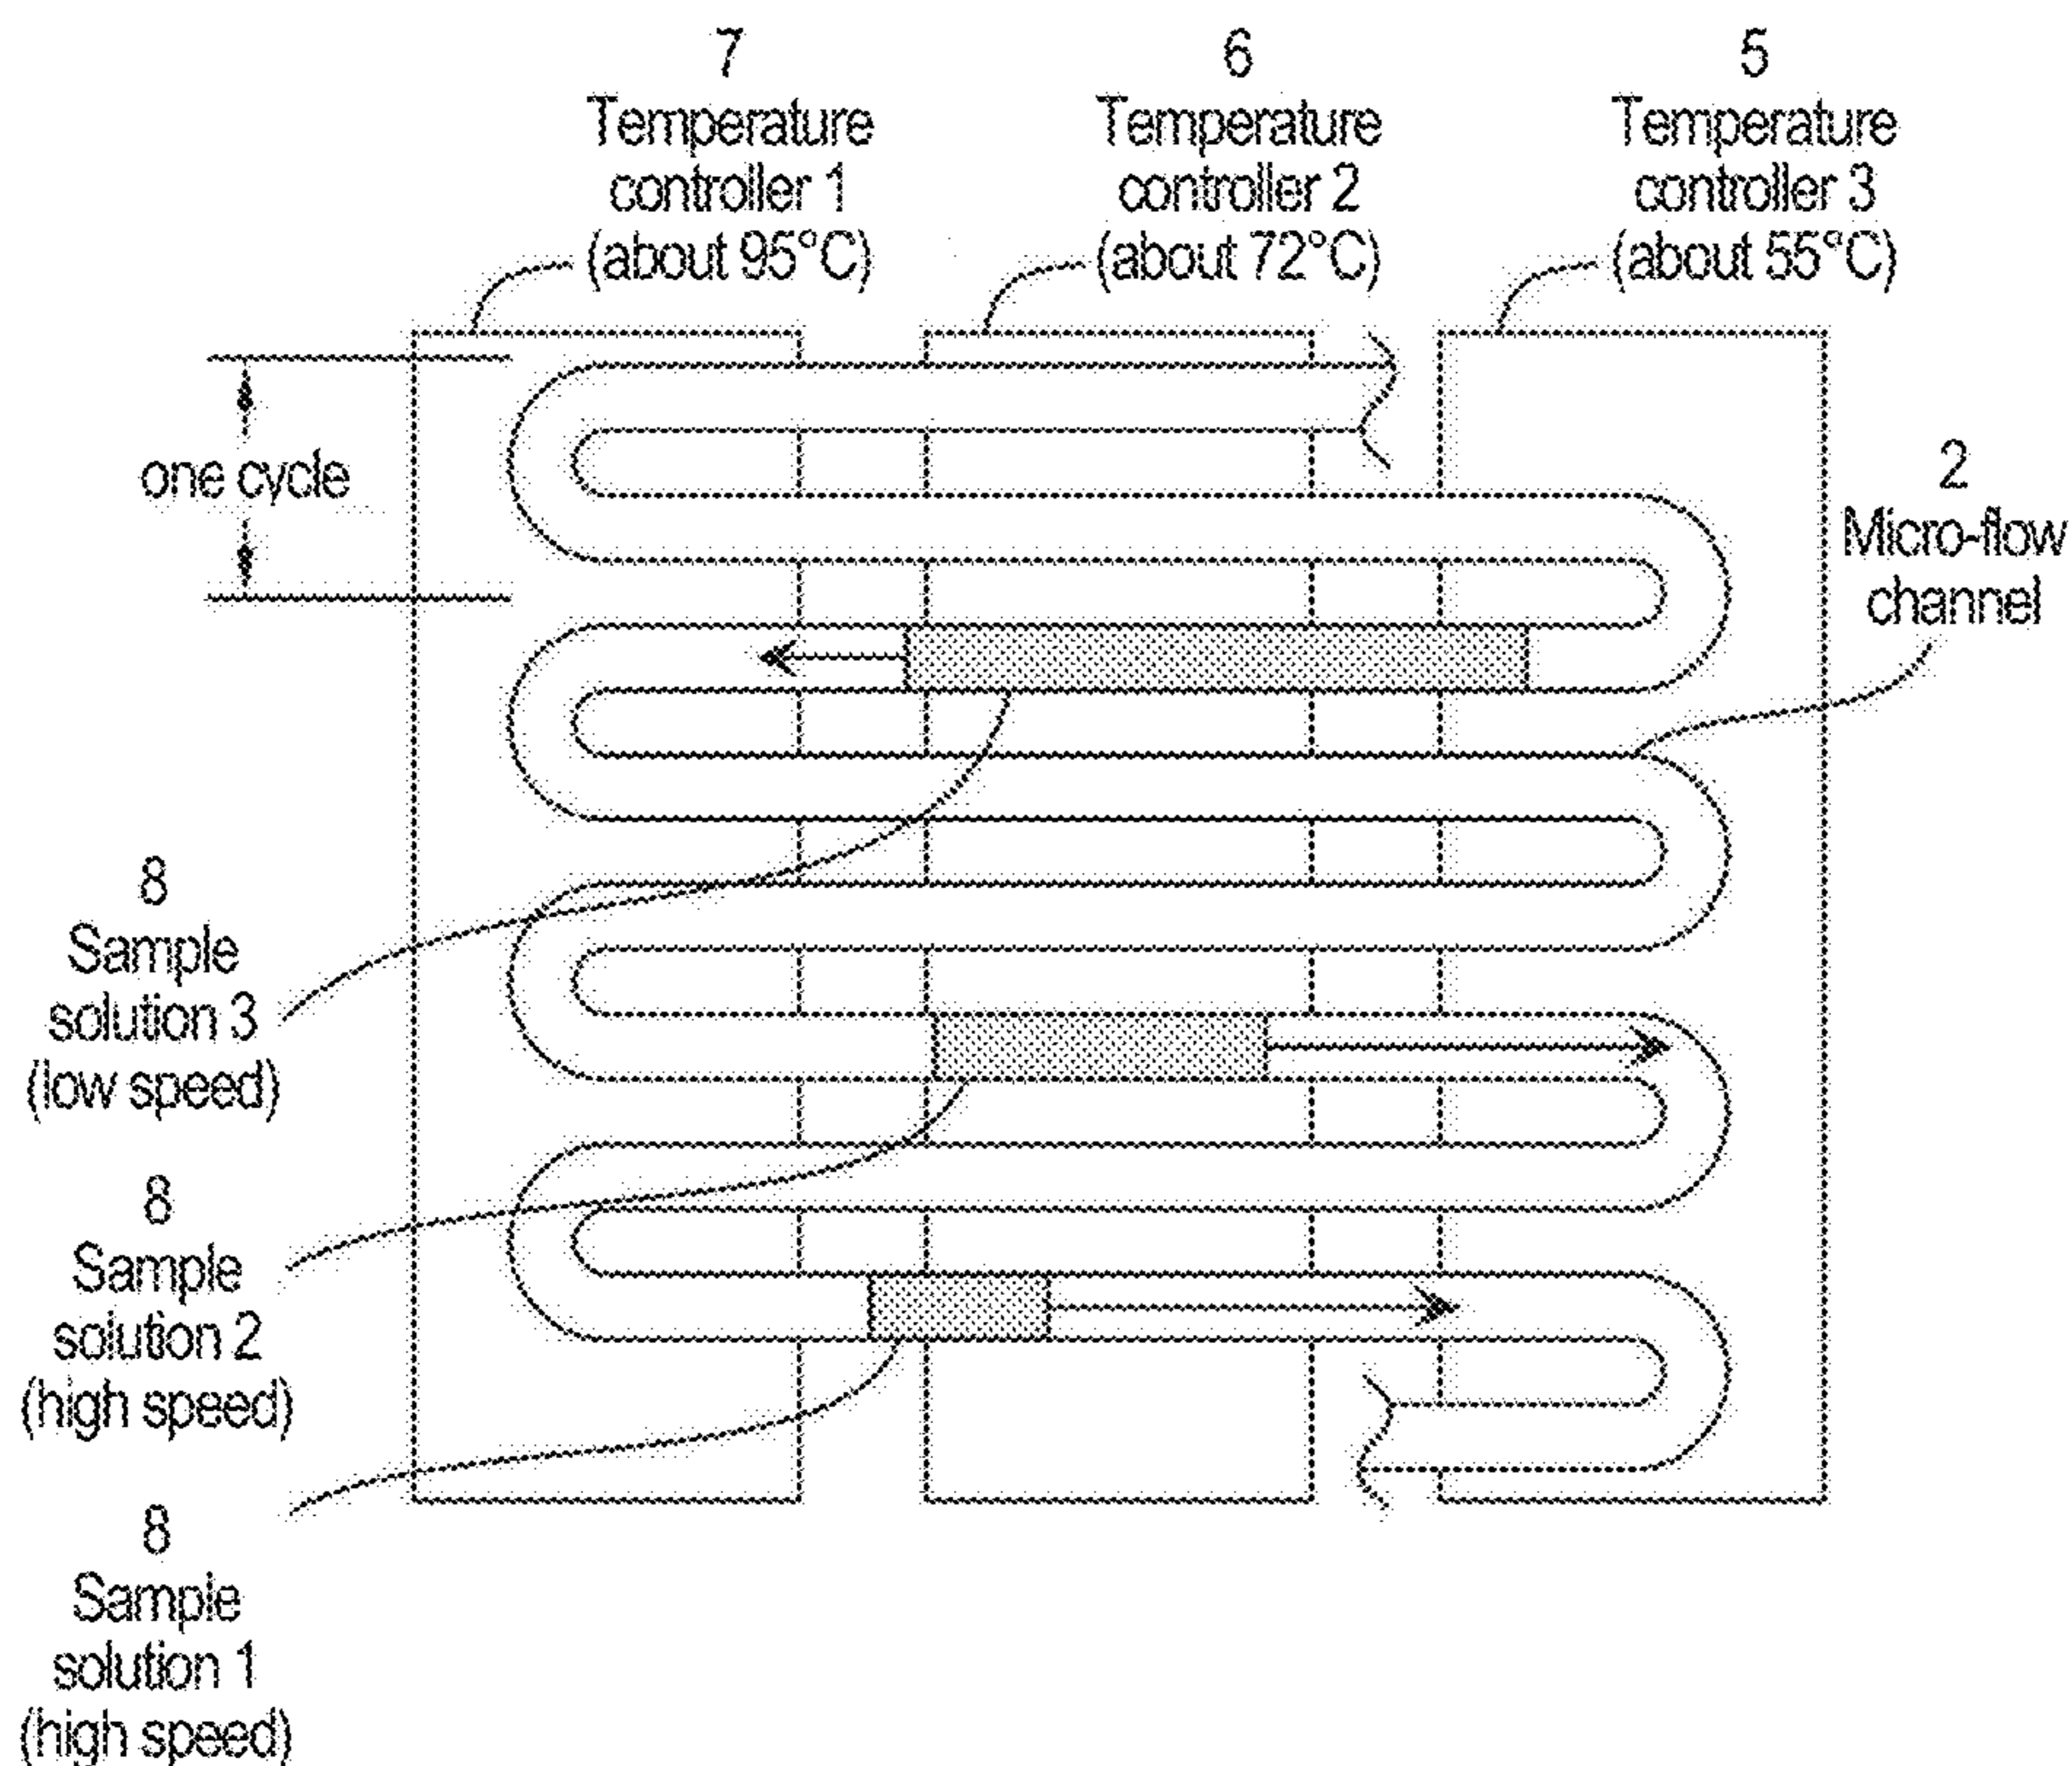 7
Temperature
controller 1
(about 95°C)
6
Temperature
controller 2
(about 72°C)
5
Temperature
controller 3
(about 55°C)
one cycle
2
Micro-flow
channel
8
Sample
solution 3
(low speed)
8
Sample
solution 2
(high speed)
8
Sample
solution 1
(high speed)